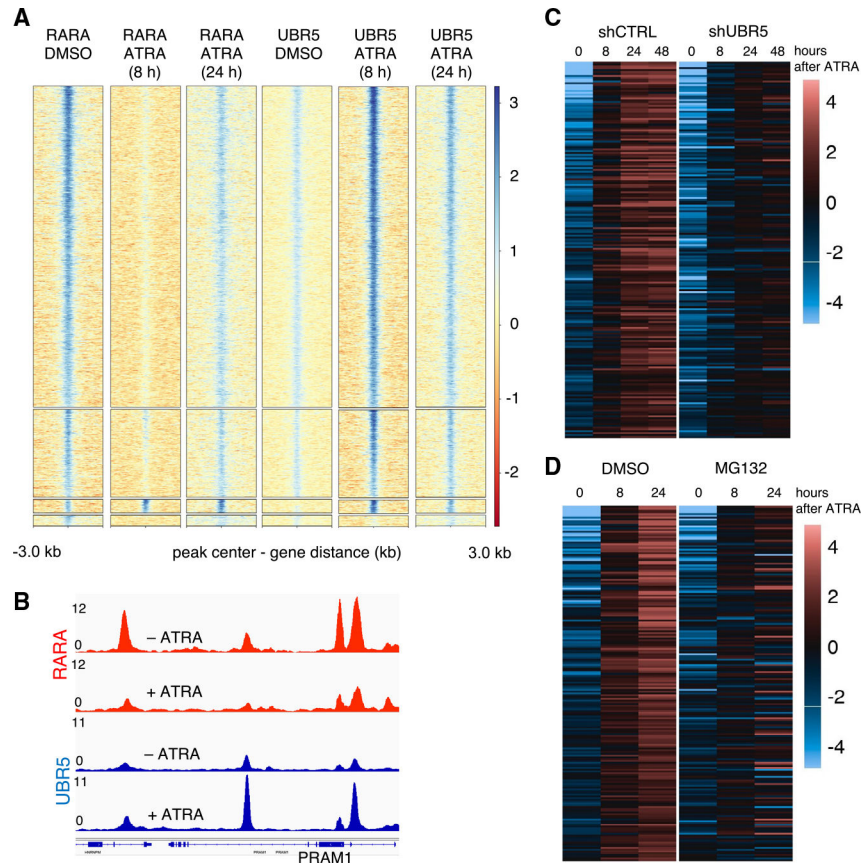 A
RARA DMSO
RARA ATRA (8 h)
RARA ATRA (24 h)
UBR5 DMSO
UBR5 ATRA (8 h)
UBR5 ATRA (24 h)
3
2
1
0
-1
-2
-3.0 kb
peak center - gene distance (kb)
3.0 kb
B
RARA
12
0
– ATRA
12
0
+ ATRA
UBR5
11
0
– ATRA
11
0
+ ATRA
PRAM1
C
shCTRL
shUBR5
0 8 24 48
0 8 24 48
hours after ATRA
4
2
0
-2
-4
D
DMSO
MG132
0 8 24
0 8 24
hours after ATRA
4
2
0
-2
-4